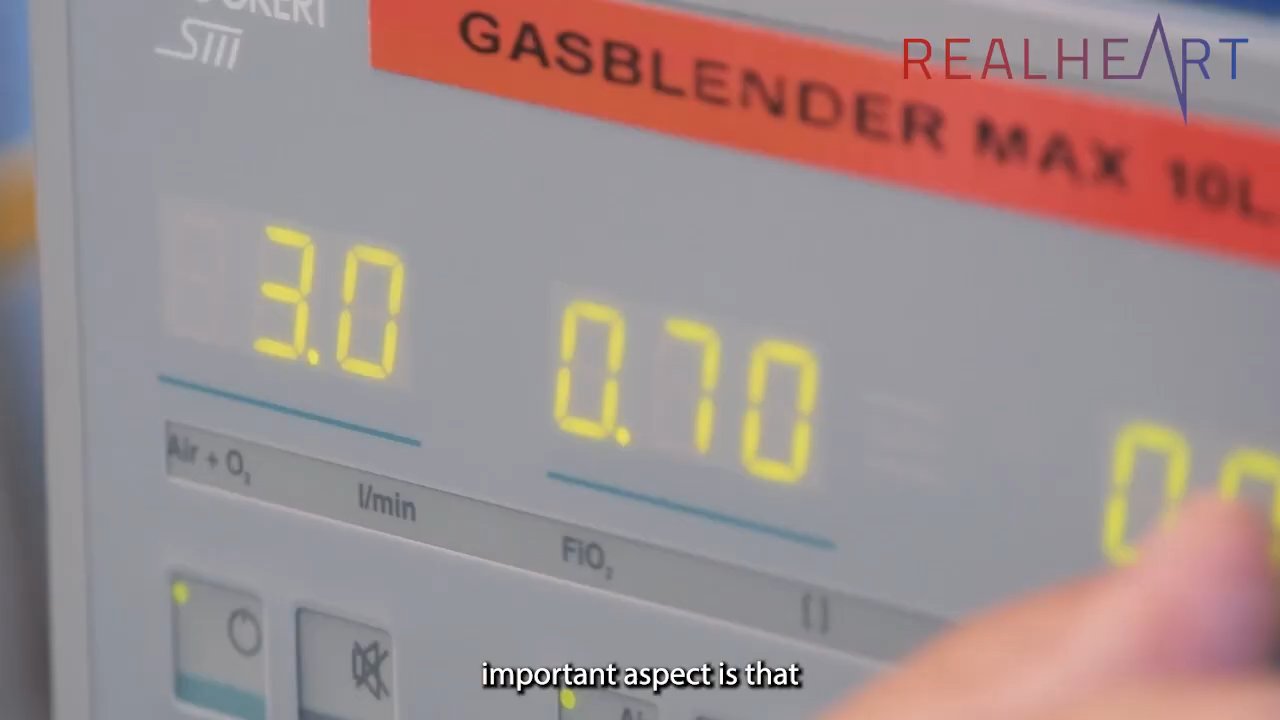 SIII
GASBLENDER MAX 10L
REALHEART
3.0
0.70
Air + O₂
l/min
FiO₂
[ ]
important aspect is that